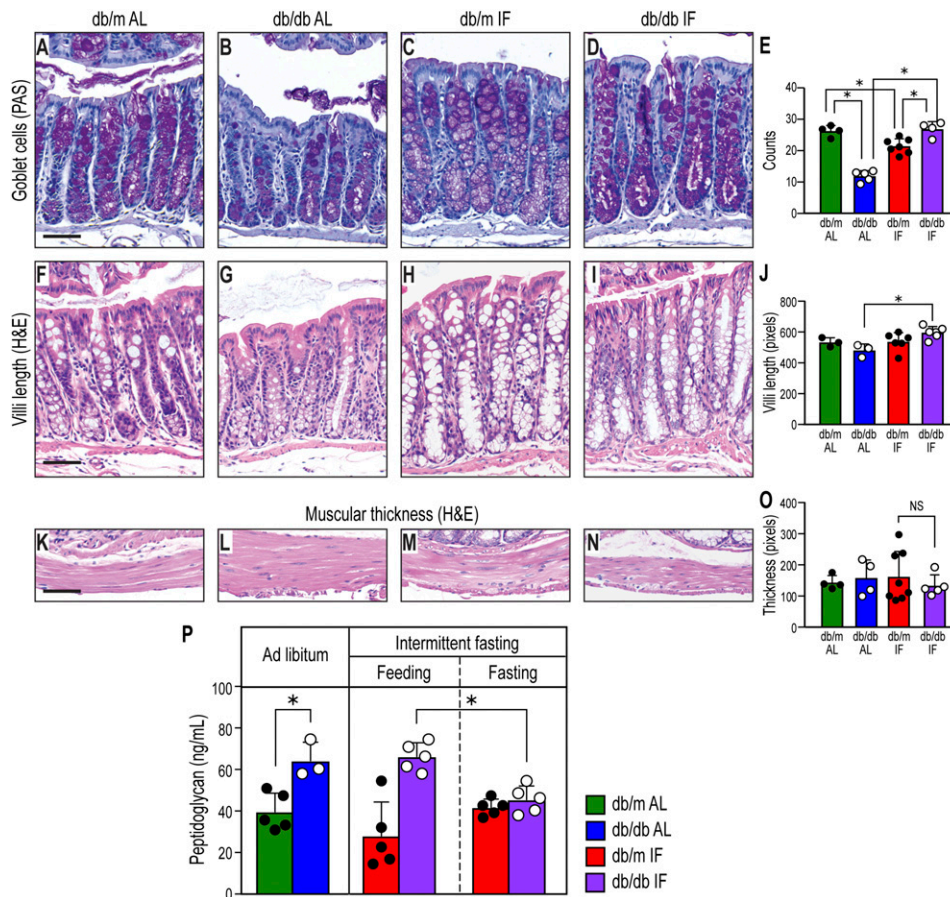 db/m AL
db/db AL
db/m IF
db/db IF
Goblet cells (PAS)
A
B
C
D
E
Counts
40
30
20
10
0
* * * *
db/m AL
db/db AL
db/m IF
db/db IF
Villi length (H&E)
F
G
H
I
J
Villi length (pixels)
800
600
400
200
0
*
db/m AL
db/db AL
db/m IF
db/db IF
Muscular thickness (H&E)
K
L
M
N
O
Thickness (pixels)
400
300
200
100
0
NS
db/m AL
db/db AL
db/m IF
db/db IF
P
Ad libitum
Intermittent fasting
Feeding
Fasting
Peptidoglycan (ng/mL)
100
80
60
40
20
0
*
*
db/m AL
db/db AL
db/m IF
db/db IF